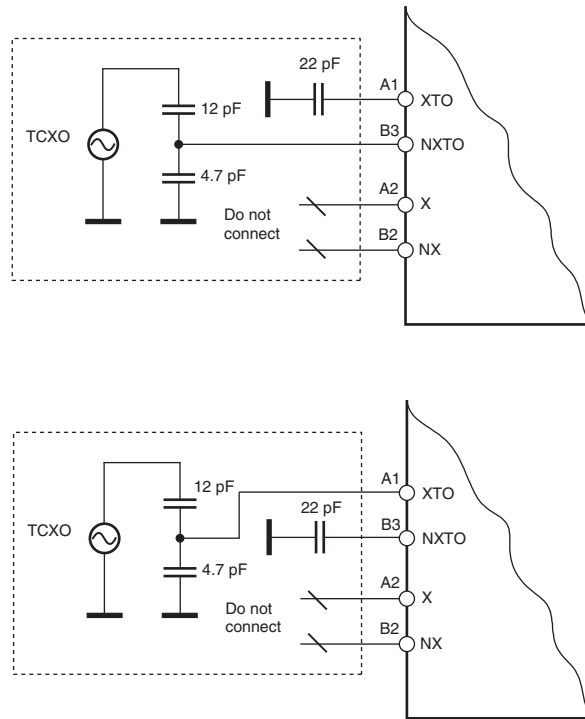 22 pF
A1
XTO
12 pF
TCXO
B3
NXTO
4.7 pF
A2
X
Do not
connect
B2
NX
A1
XTO
12 pF
22 pF
TCXO
B3
NXTO
4.7 pF
A2
X
Do not
connect
B2
NX